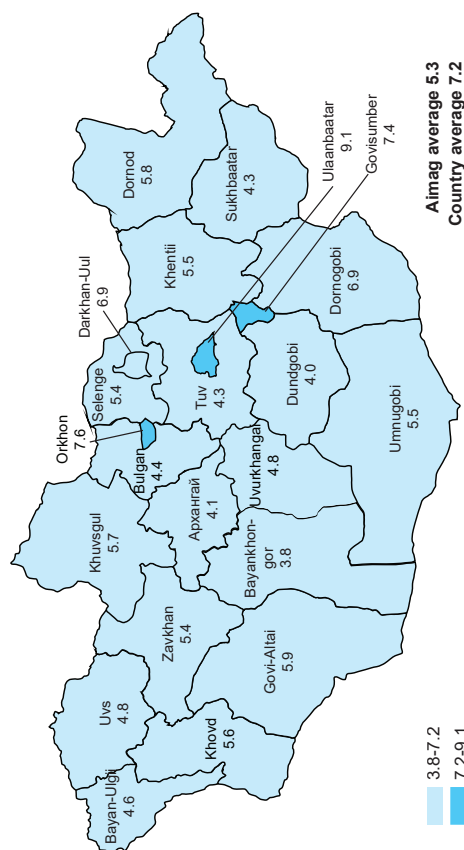 Bayan-Ulgii
4.6
Uvs
4.8
Khovd
5.6
Zavkhan
5.4
Govi-Altai
5.9
Khuvsgul
5.7
Архангай
4.1
Bayankhon-
gor
3.8
Orkhon
7.6
Bulgan
4.4
Uvurkhangai
4.8
Selenge
5.4
Darkhan-Uul
6.9
Tuv
4.3
Dundgobi
4.0
Umnugobi
5.5
Khentii
5.5
Dornod
5.8
Sukhbaatar
4.3
Dornogobi
6.9
Ulaanbaatar
9.1
Govisumber
7.4
3.8-7.2
7.2-9.1
Aimag average 5.3
Country average 7.2